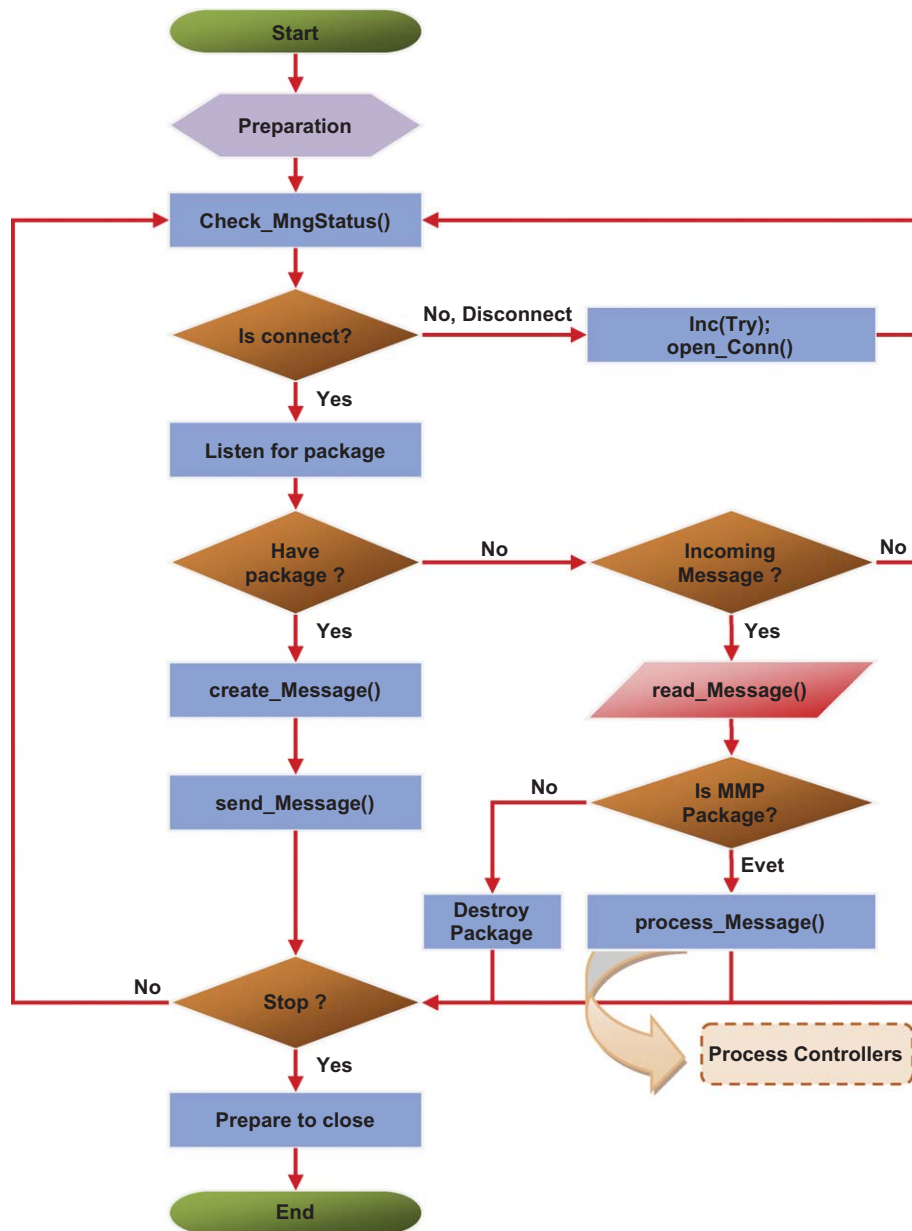 Start
Preparation
Check_MngStatus()
Is connect?
No, Disconnect
Inc(Try);
open_Conn()
Yes
Listen for package
Have
package ?
No
Incoming
Message ?
No
Yes
Yes
create_Message()
read_Message()
send_Message()
No
Is MMP
Package?
Evet
Destroy
Package
process_Message()
No
Stop ?
Process Controllers
Yes
Prepare to close
End